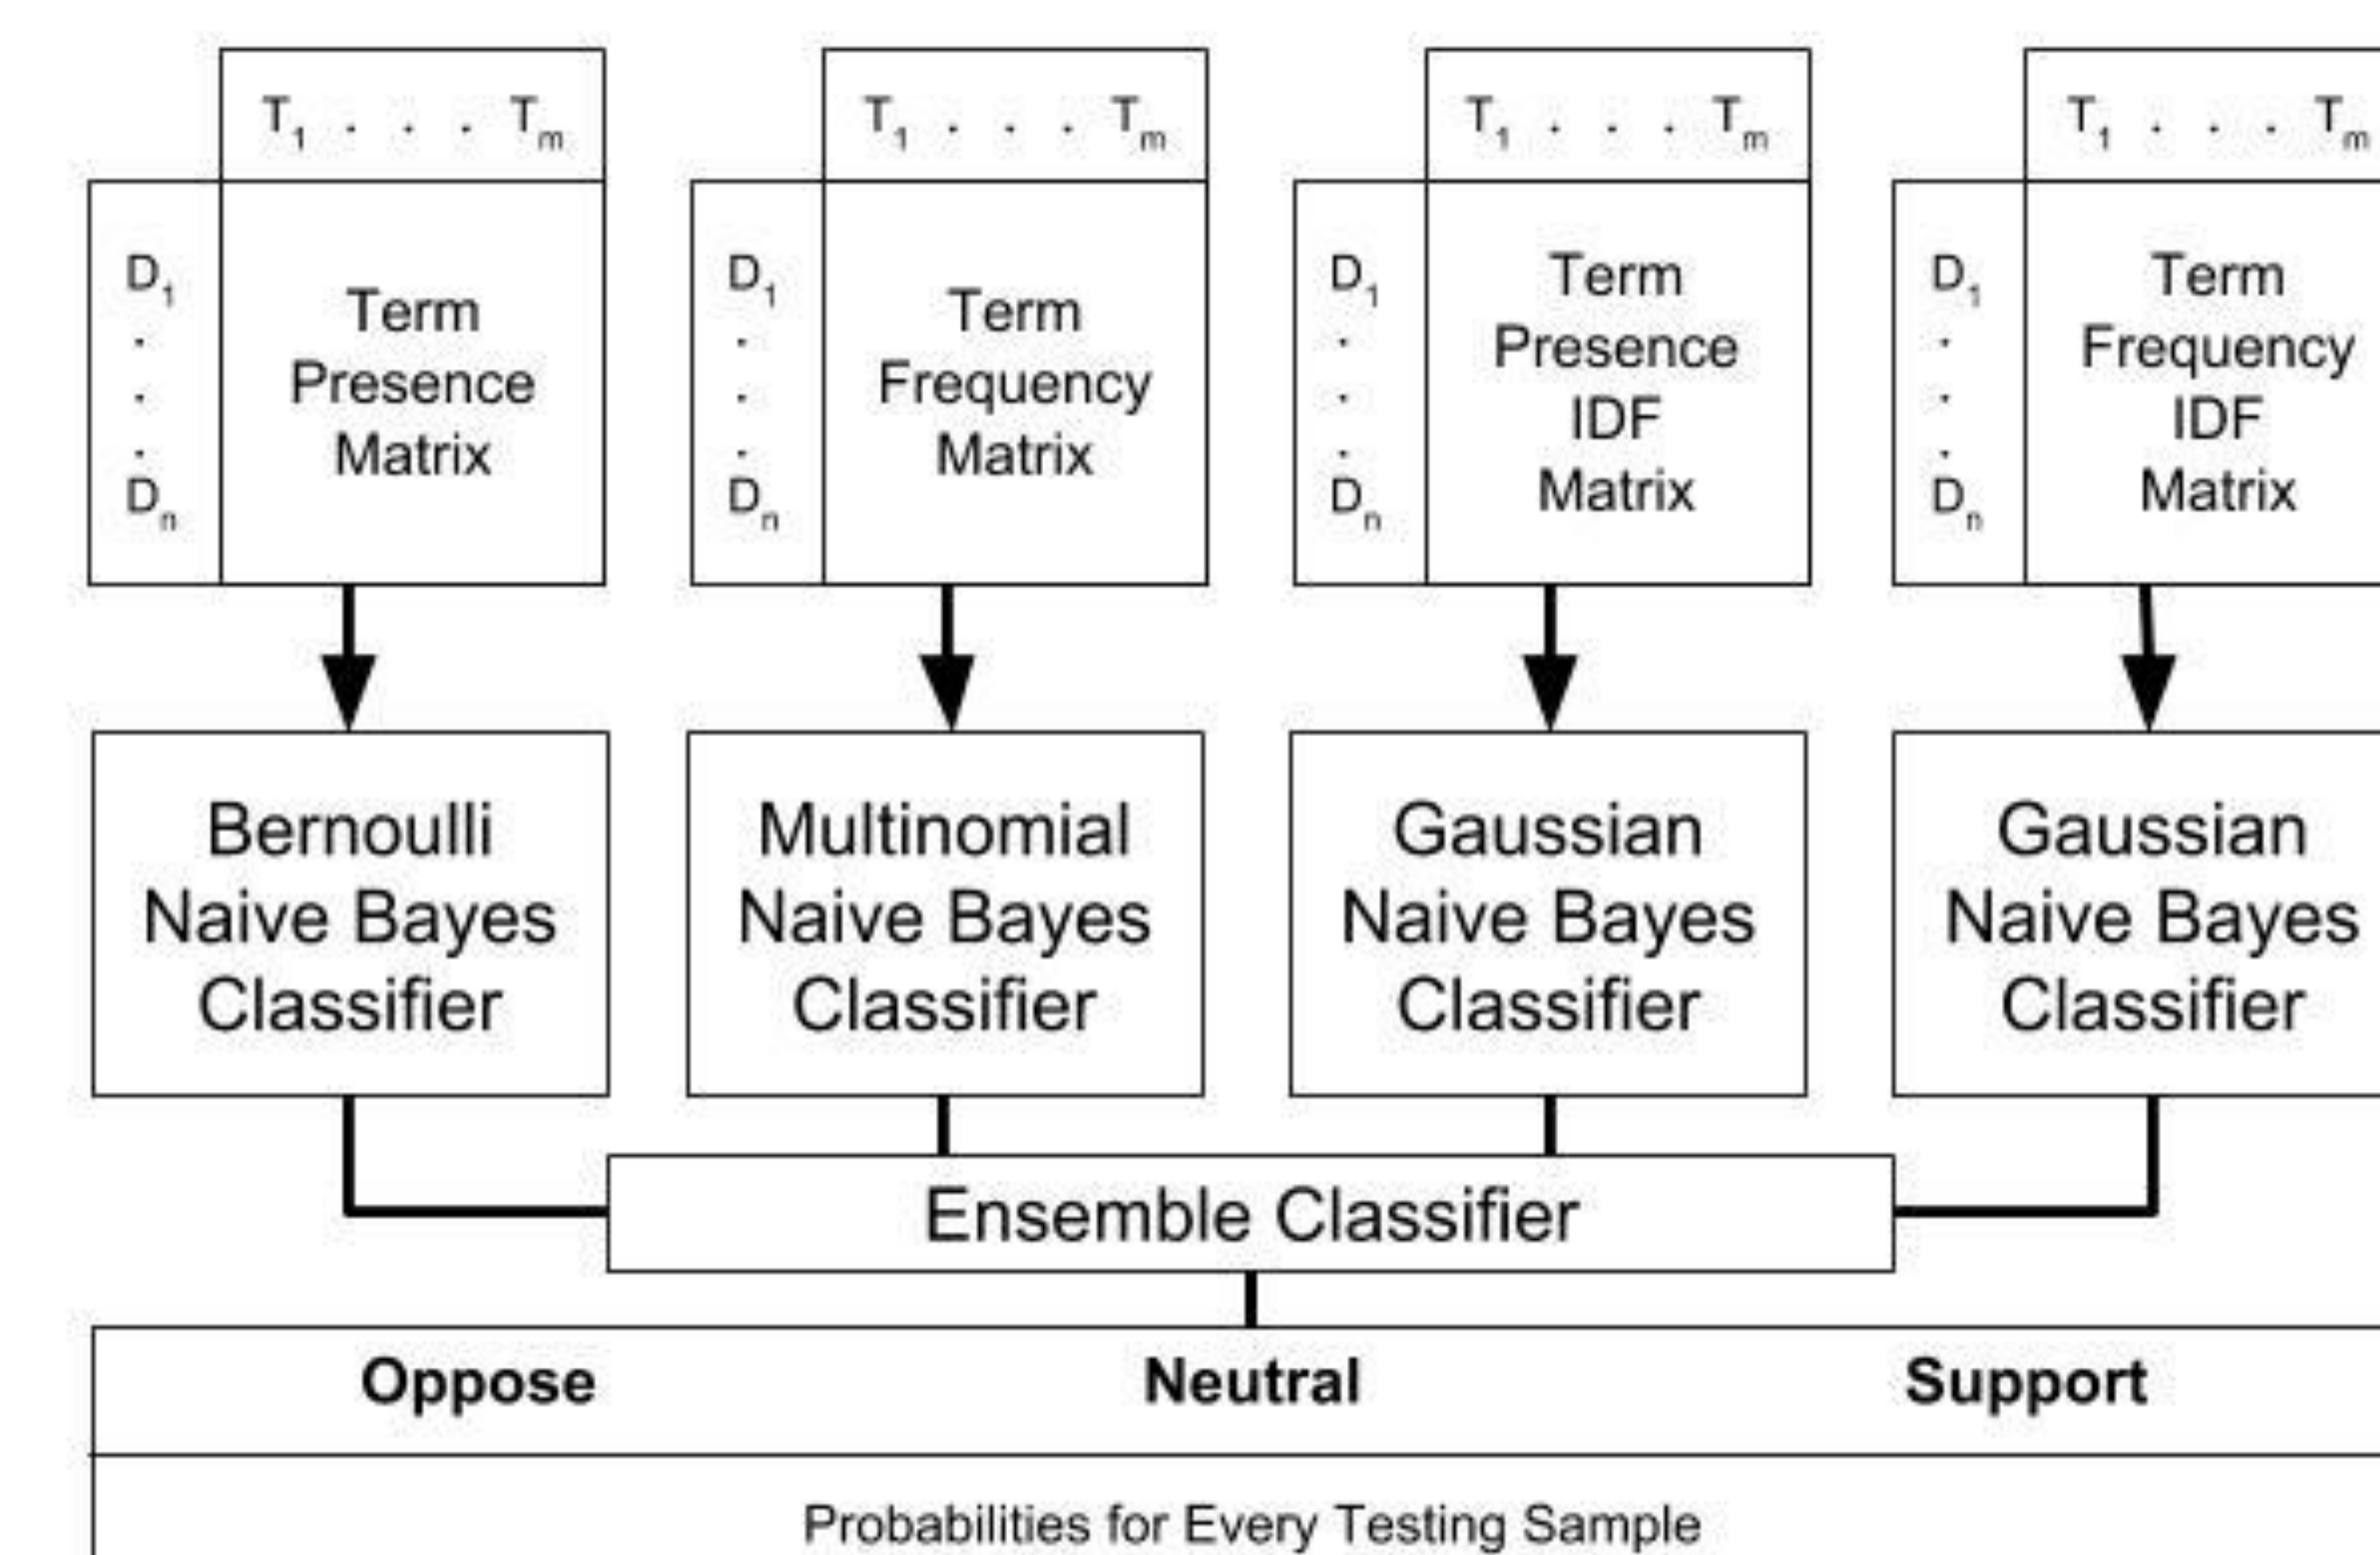 T1 . . . Tm
T1 . . . Tm
T1 . . . Tm
T1 . . . Tm
D1
.
.
.
Dn
Term
Presence
Matrix
D1
.
.
.
Dn
Term
Frequency
Matrix
D1
.
.
.
Dn
Term
Presence
IDF
Matrix
D1
.
.
.
Dn
Term
Frequency
IDF
Matrix
Bernoulli
Naive Bayes
Classifier
Multinomial
Naive Bayes
Classifier
Gaussian
Naive Bayes
Classifier
Gaussian
Naive Bayes
Classifier
Ensemble Classifier
Oppose Neutral Support
Probabilities for Every Testing Sample